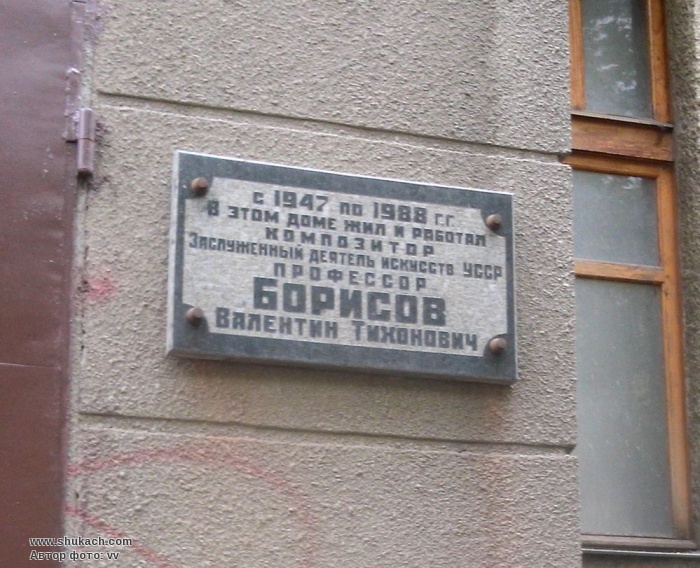 С 1947 ПО 1988 Г.Г.
В ЭТОМ ДОМЕ ЖИЛ И РАБОТАЛ
КОМПОЗИТОР
ЗАСЛУЖЕННЫЙ ДЕЯТЕЛЬ ИСКУССТВ УССР
ПРОФЕССОР
БОРИСОВ
ВАЛЕНТИН ТИХОНОВИЧ
www.shukach.com
Автор фото: vv